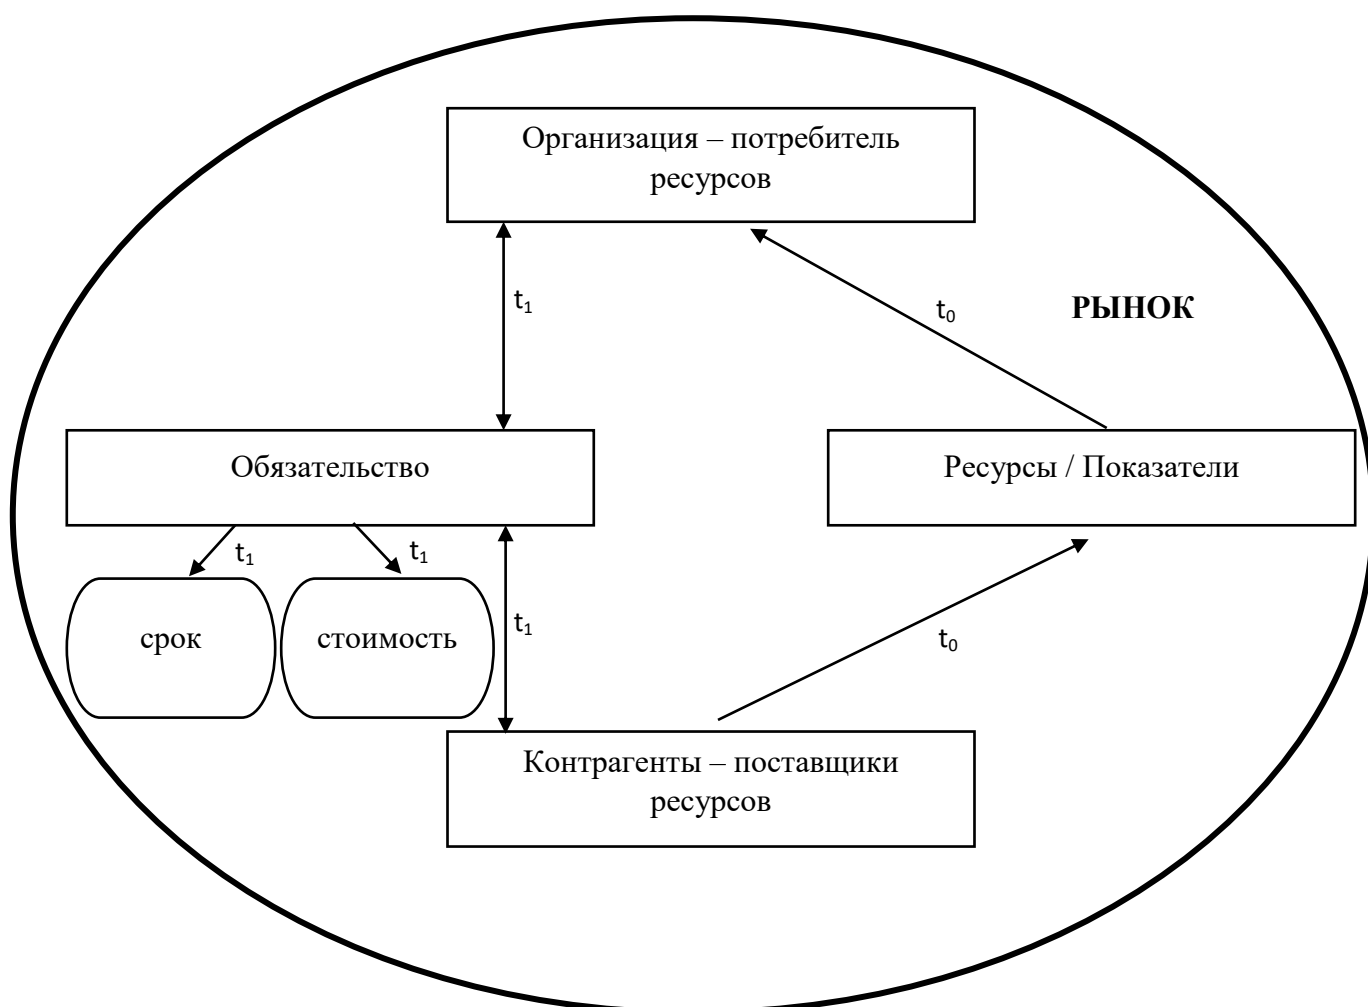 Организация – потребитель
ресурсов
t₁
t₀
РЫНОК
Обязательство
Ресурсы / Показатели
t₁
t₁
срок
стоимость
t₁
t₀
Контрагенты – поставщики
ресурсов